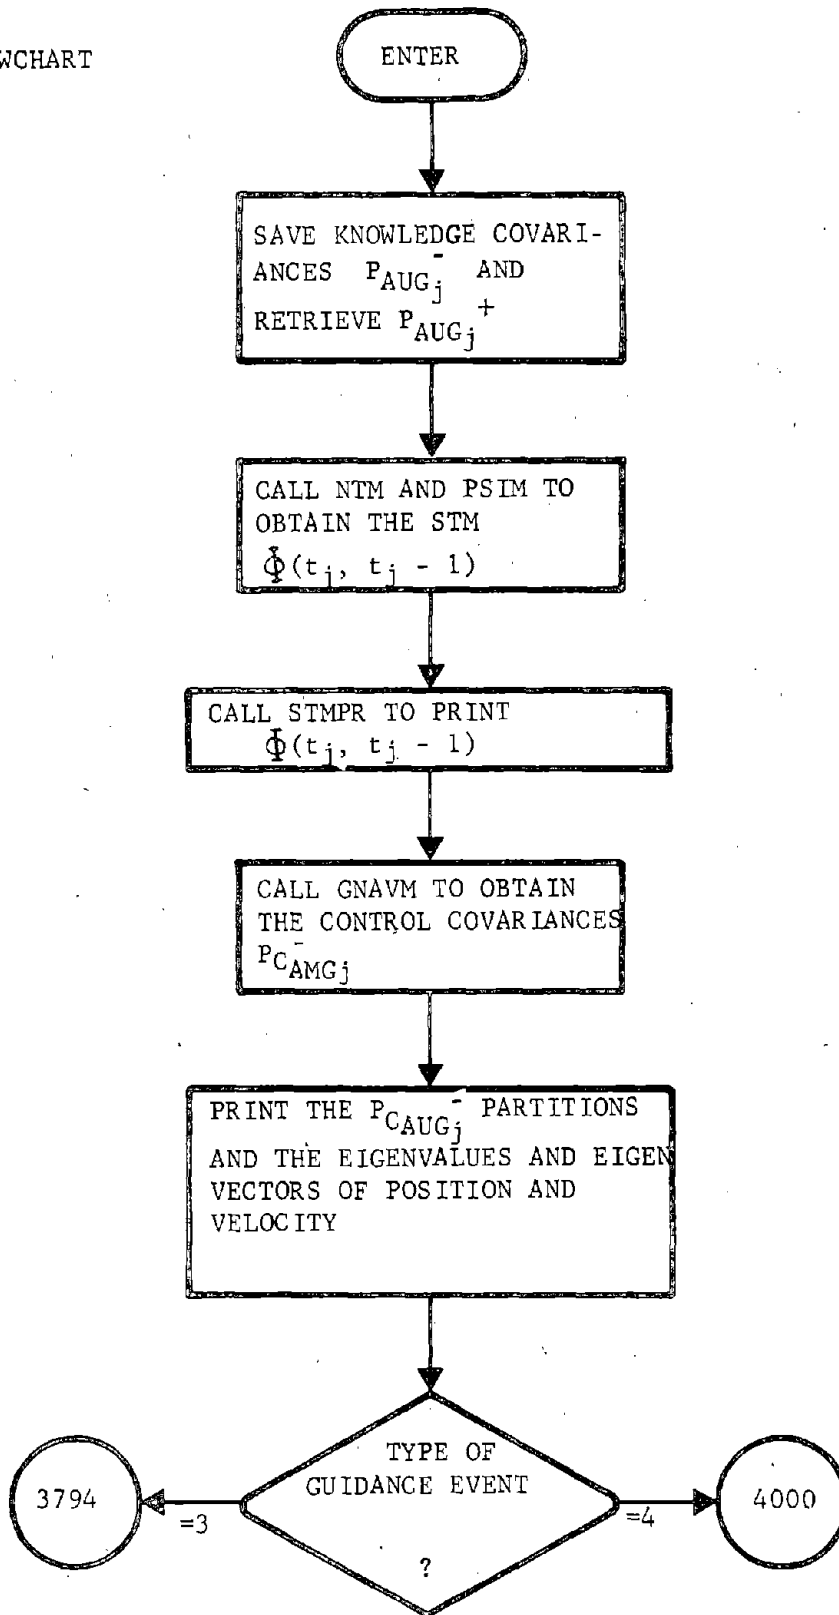 WCHART
ENTER
SAVE KNOWLEDGE COVARI-
ANCES P_AUG_j^- AND
RETRIEVE P_AUG_j^+
CALL NTM AND PSIM TO
OBTAIN THE STM
Φ(t_j, t_j - 1)
CALL STMPR TO PRINT
Φ(t_j, t_j - 1)
CALL GNAVM TO OBTAIN
THE CONTROL COVARIANCES
P_C_AMG_j^-
PRINT THE P_C_AUG_j^- PARTITIONS
AND THE EIGENVALUES AND EIGEN
VECTORS OF POSITION AND
VELOCITY
TYPE OF
GUIDANCE EVENT
?
3794
=3
=4
4000